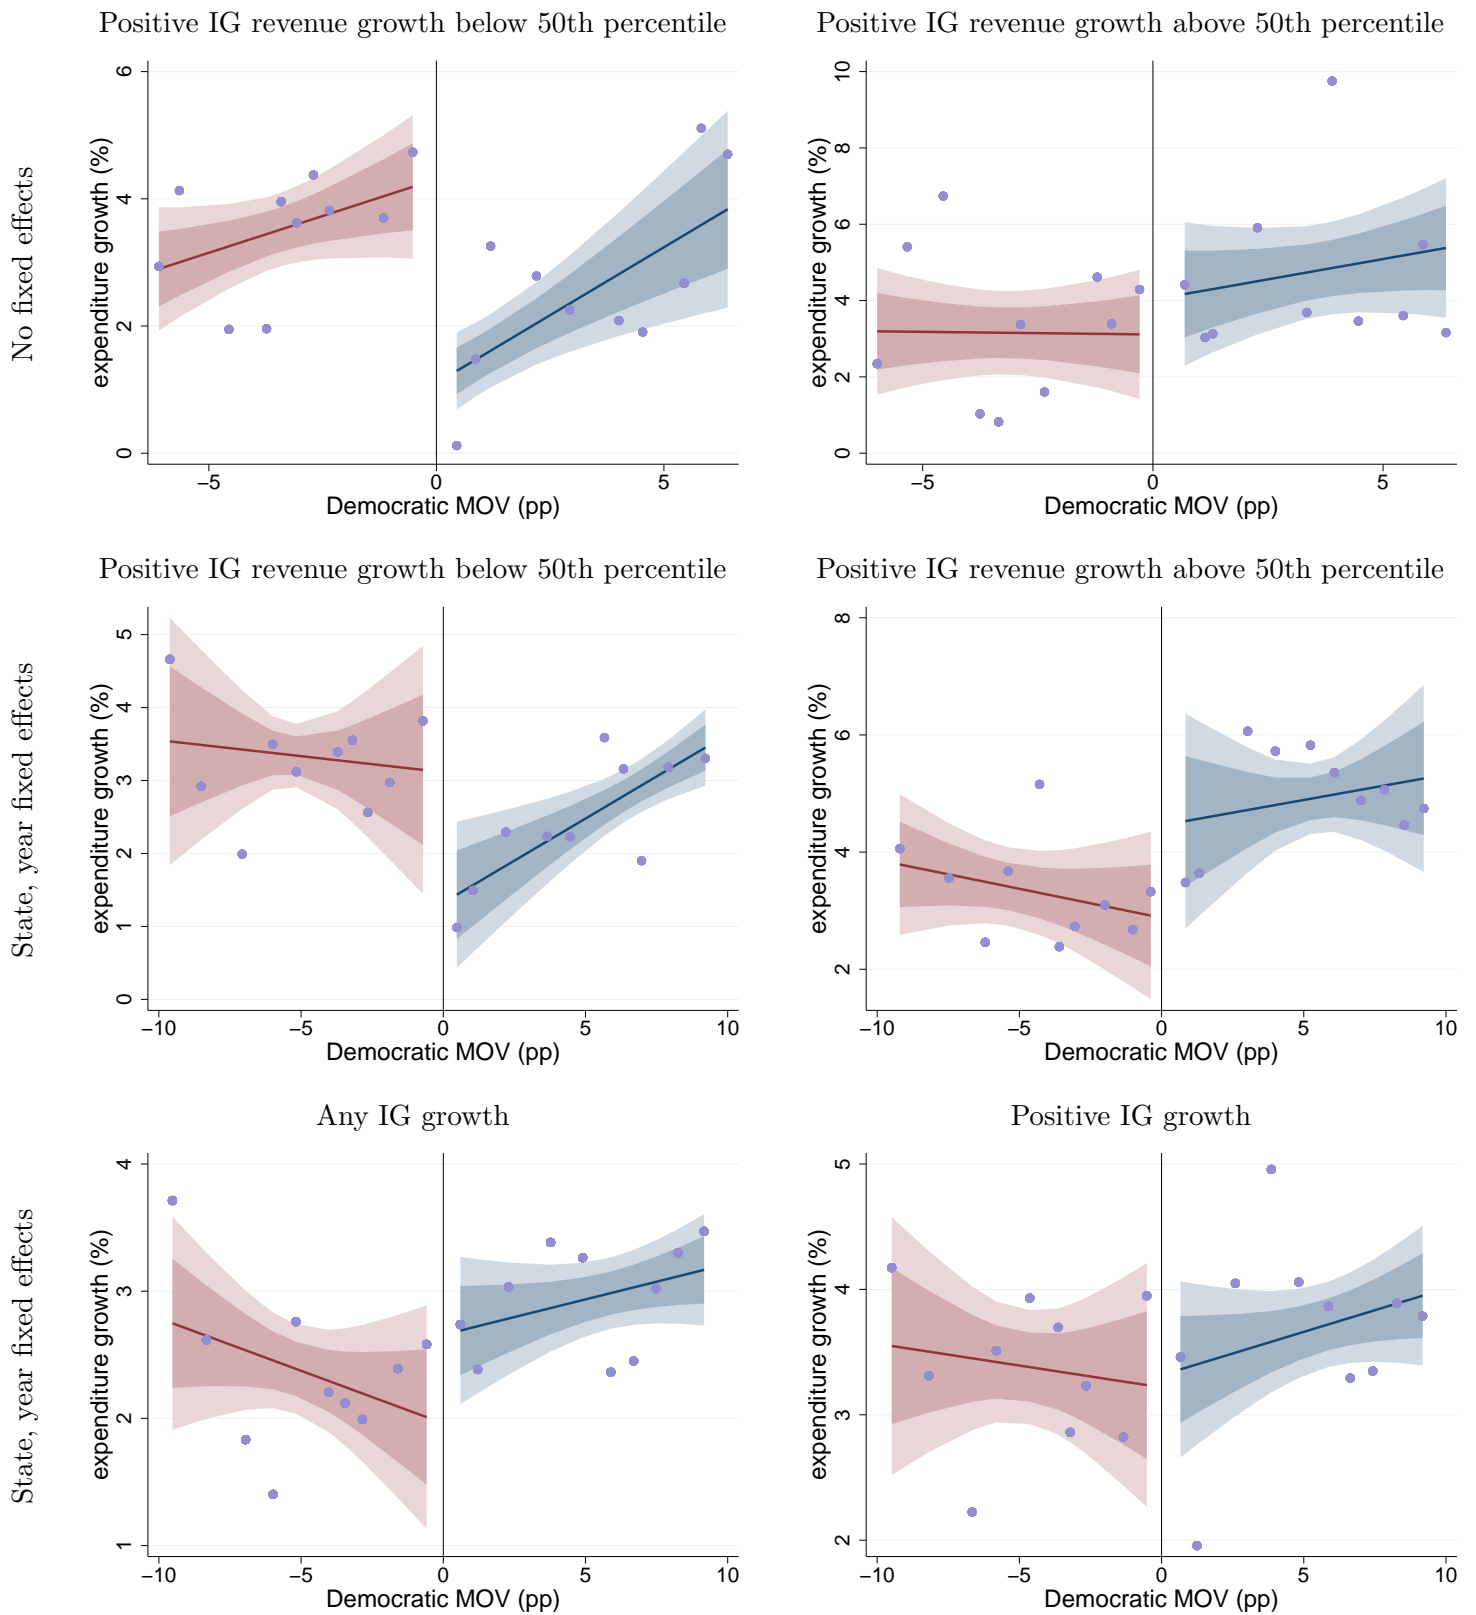 Positive IG revenue growth below 50th percentile
Positive IG revenue growth above 50th percentile
No fixed effects
expenditure growth (%)
0 2 4 6
−5 0 5
Democratic MOV (pp)
expenditure growth (%)
0 2 4 6 8 10
−5 0 5
Democratic MOV (pp)
Positive IG revenue growth below 50th percentile
Positive IG revenue growth above 50th percentile
State, year fixed effects
expenditure growth (%)
0 1 2 3 4 5
−10 −5 0 5 10
Democratic MOV (pp)
expenditure growth (%)
2 4 6 8
−10 −5 0 5 10
Democratic MOV (pp)
Any IG growth
Positive IG growth
State, year fixed effects
expenditure growth (%)
1 2 3 4
−10 −5 0 5 10
Democratic MOV (pp)
expenditure growth (%)
2 3 4 5
−10 −5 0 5 10
Democratic MOV (pp)